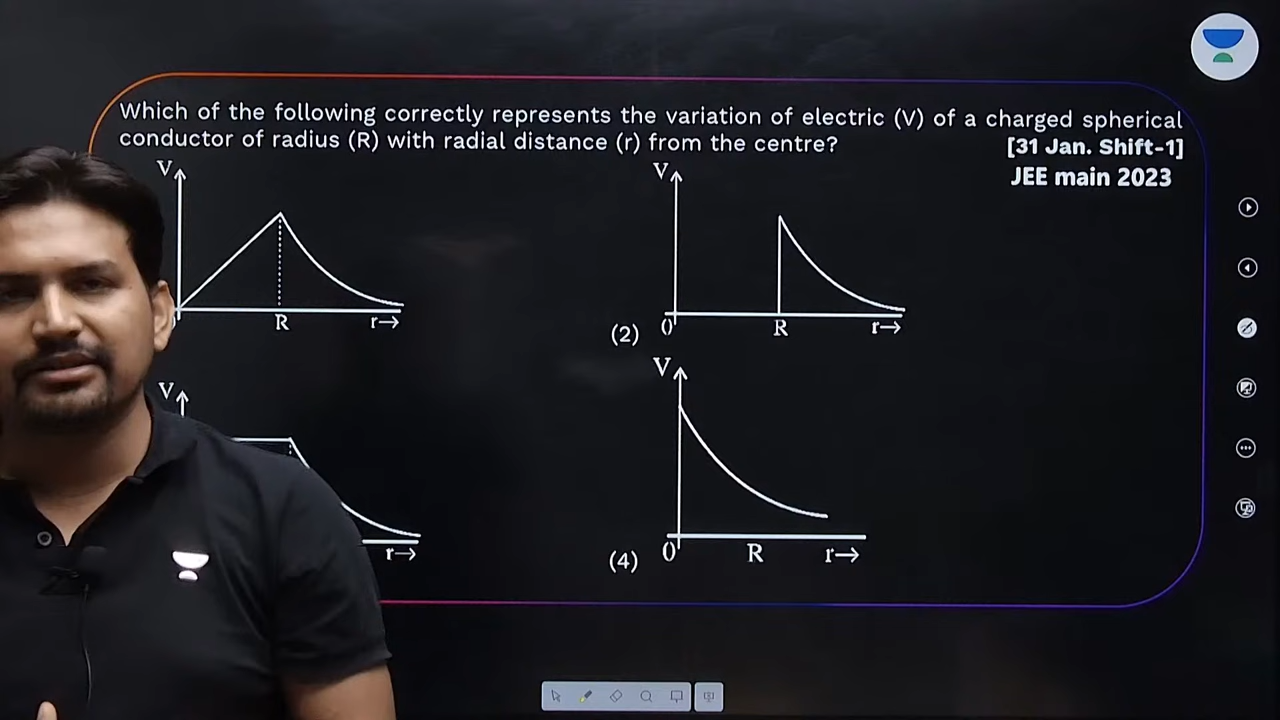 Which of the following correctly represents the variation of electric (V) of a charged spherical
conductor of radius (R) with radial distance (r) from the centre?
[31 Jan. Shift-1]
JEE main 2023
V
R
r→
V
(2)
0
R
r→
V
r→
V
(4)
0
R
r→